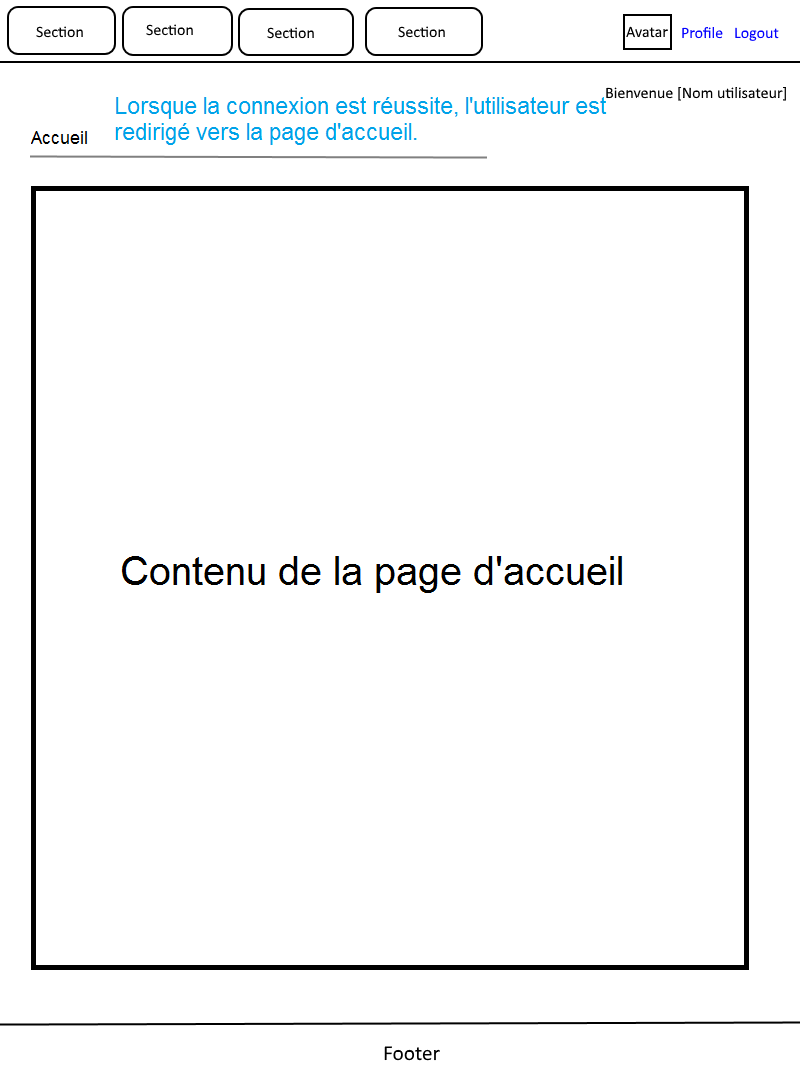 Section
Section
Section
Section
Avatar
Profile
Logout
Bienvenue [Nom utilisateur]
Lorsque la connexion est réussite, l'utilisateur est
redirigé vers la page d'accueil.
Accueil
Contenu de la page d'accueil
Footer